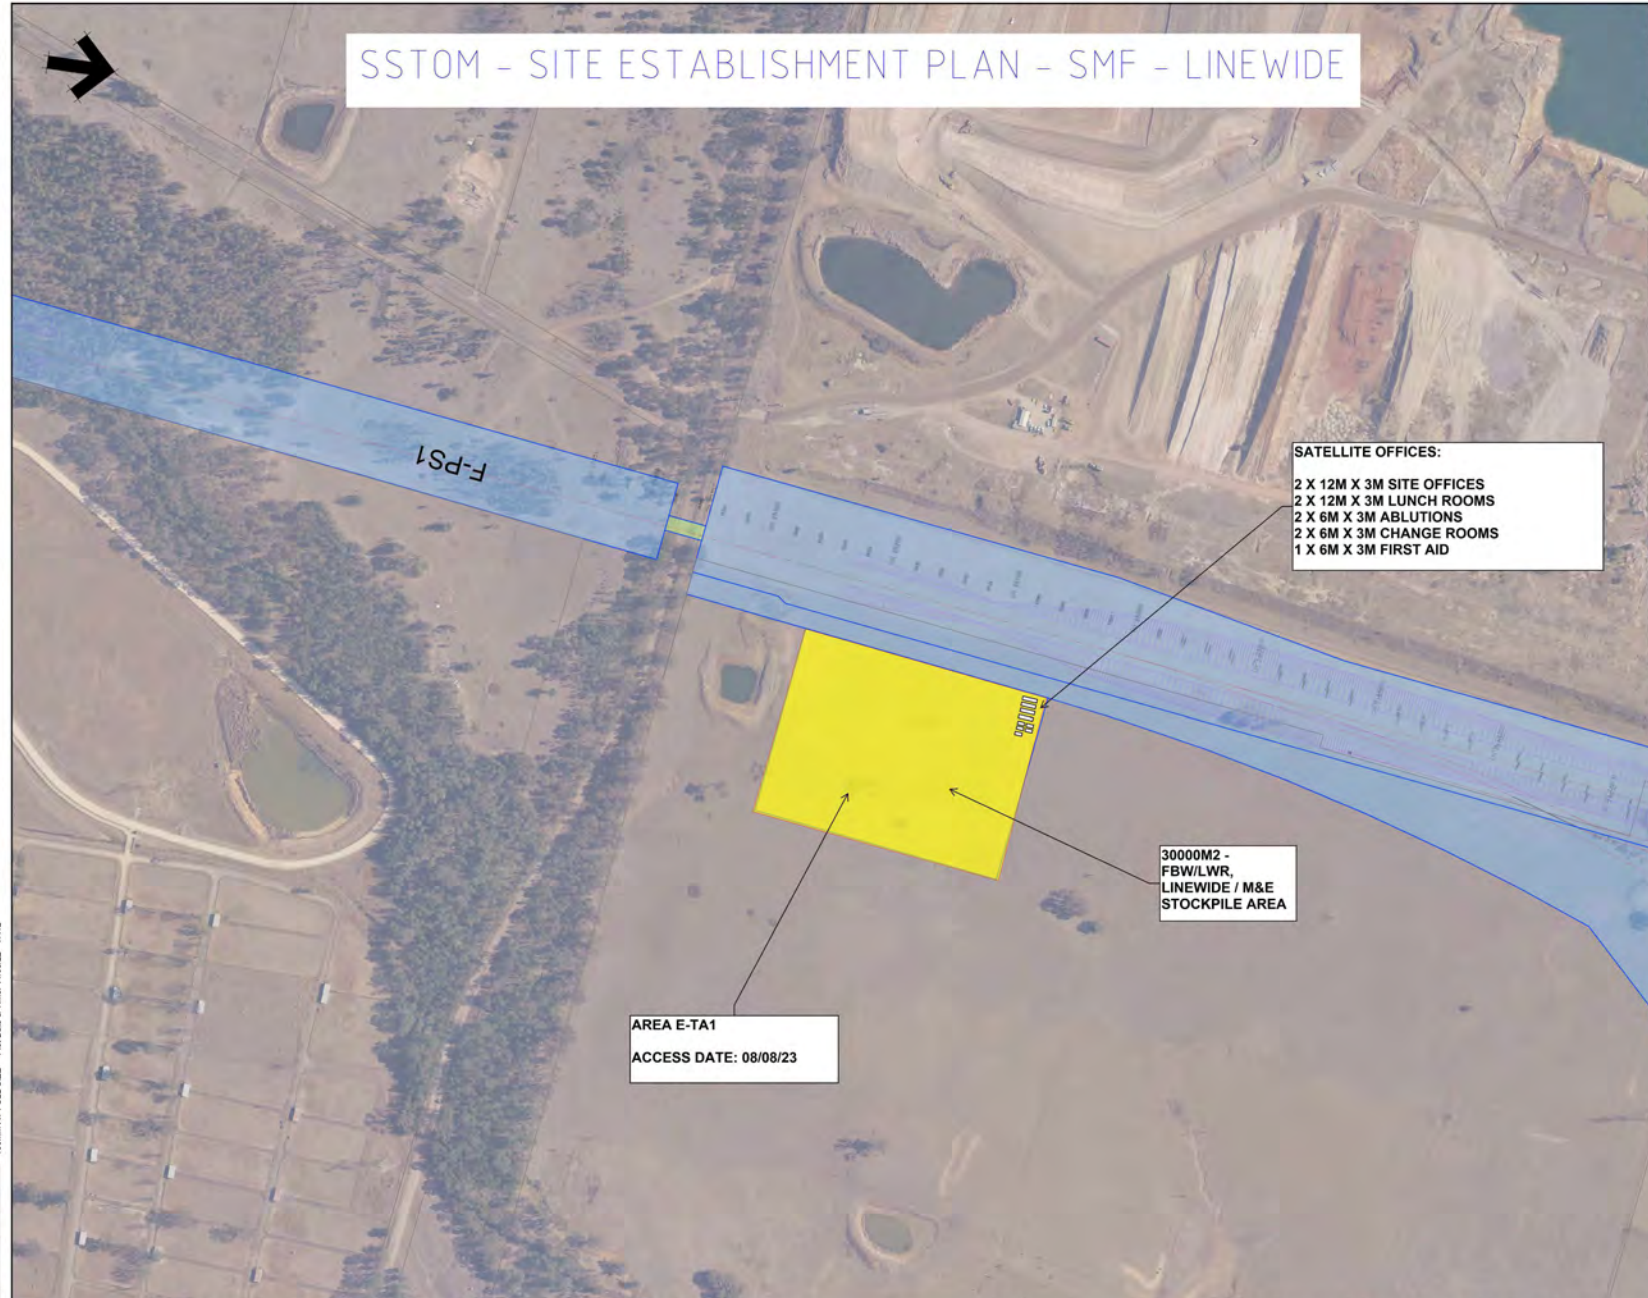 SSTOM - SITE ESTABLISHMENT PLAN - SMF - LINEWIDE
F-PS1
SATELLITE OFFICES:
2 X 12M X 3M SITE OFFICES
2 X 12M X 3M LUNCH ROOMS
2 X 6M X 3M ABLUTIONS
2 X 6M X 3M CHANGE ROOMS
1 X 6M X 3M FIRST AID
30000M2 -
FBW/LWR,
LINEWIDE / M&E
STOCKPILE AREA
AREA E-TA1
ACCESS DATE: 08/08/23